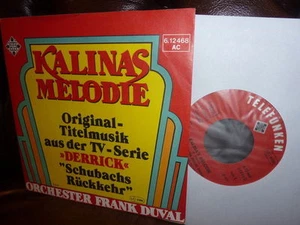 KALINAS
MELODIE
6.12468
AC
Original-
Titelmusik
aus der TV-Serie
»DERRICK«
"Schubachs
Rückkehr"
ORCHESTER FRANK DUVAL
TELEFUNKEN